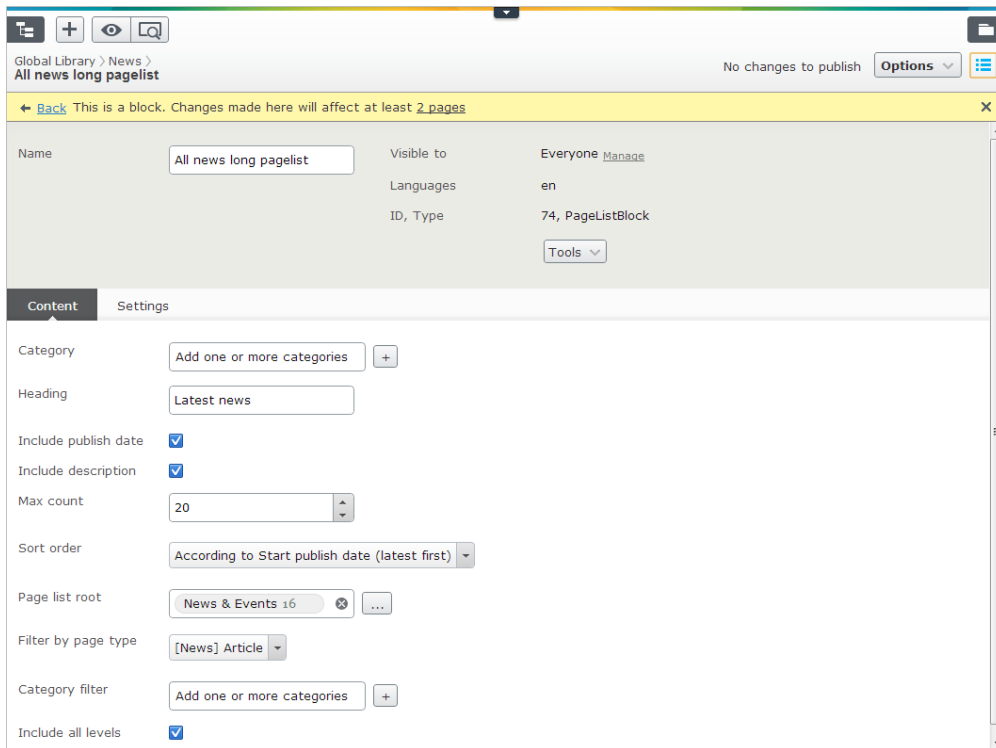 Global Library > News >
All news long pagelist
No changes to publish
Options
Back This is a block. Changes made here will affect at least 2 pages
Name
All news long pagelist
Visible to
Everyone Manage
Languages
en
ID, Type
74, PageListBlock
Tools
Content
Settings
Category
Add one or more categories
+
Heading
Latest news
Include publish date
Include description
Max count
20
Sort order
According to Start publish date (latest first)
Page list root
News & Events 16
...
Filter by page type
[News] Article
Category filter
Add one or more categories
+
Include all levels